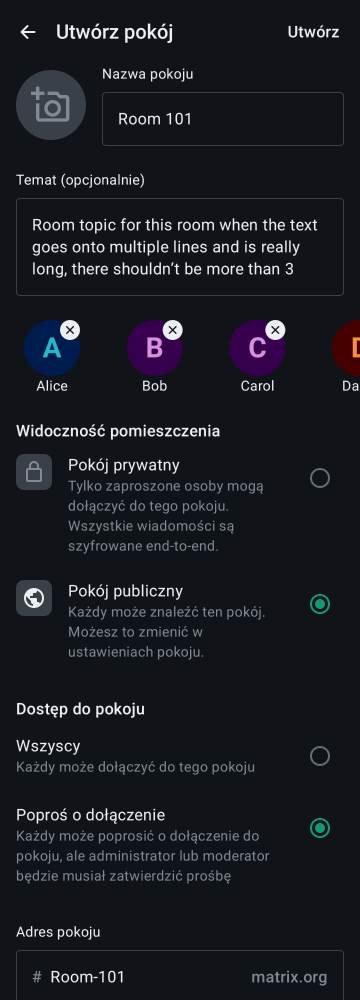 Utwórz pokój
Utwórz
Nazwa pokoju
Room 101
Temat (opcjonalnie)
Room topic for this room when the text
goes onto multiple lines and is really
long, there shouldn’t be more than 3
A
B
C
Alice
Bob
Carol
Da
Widoczność pomieszczenia
Pokój prywatny
Tylko zaproszone osoby mogą
dołączyć do tego pokoju.
Wszystkie wiadomości są
szyfrowane end-to-end.
Pokój publiczny
Każdy może znaleźć ten pokój.
Możesz to zmienić w
ustawieniach pokoju.
Dostęp do pokoju
Wszyscy
Każdy może dołączyć do tego pokoju
Poproś o dołączenie
Każdy może poprosić o dołączenie do
pokoju, ale administrator lub moderator
będzie musiał zatwierdzić prośbę
Adres pokoju
# Room-101 matrix.org